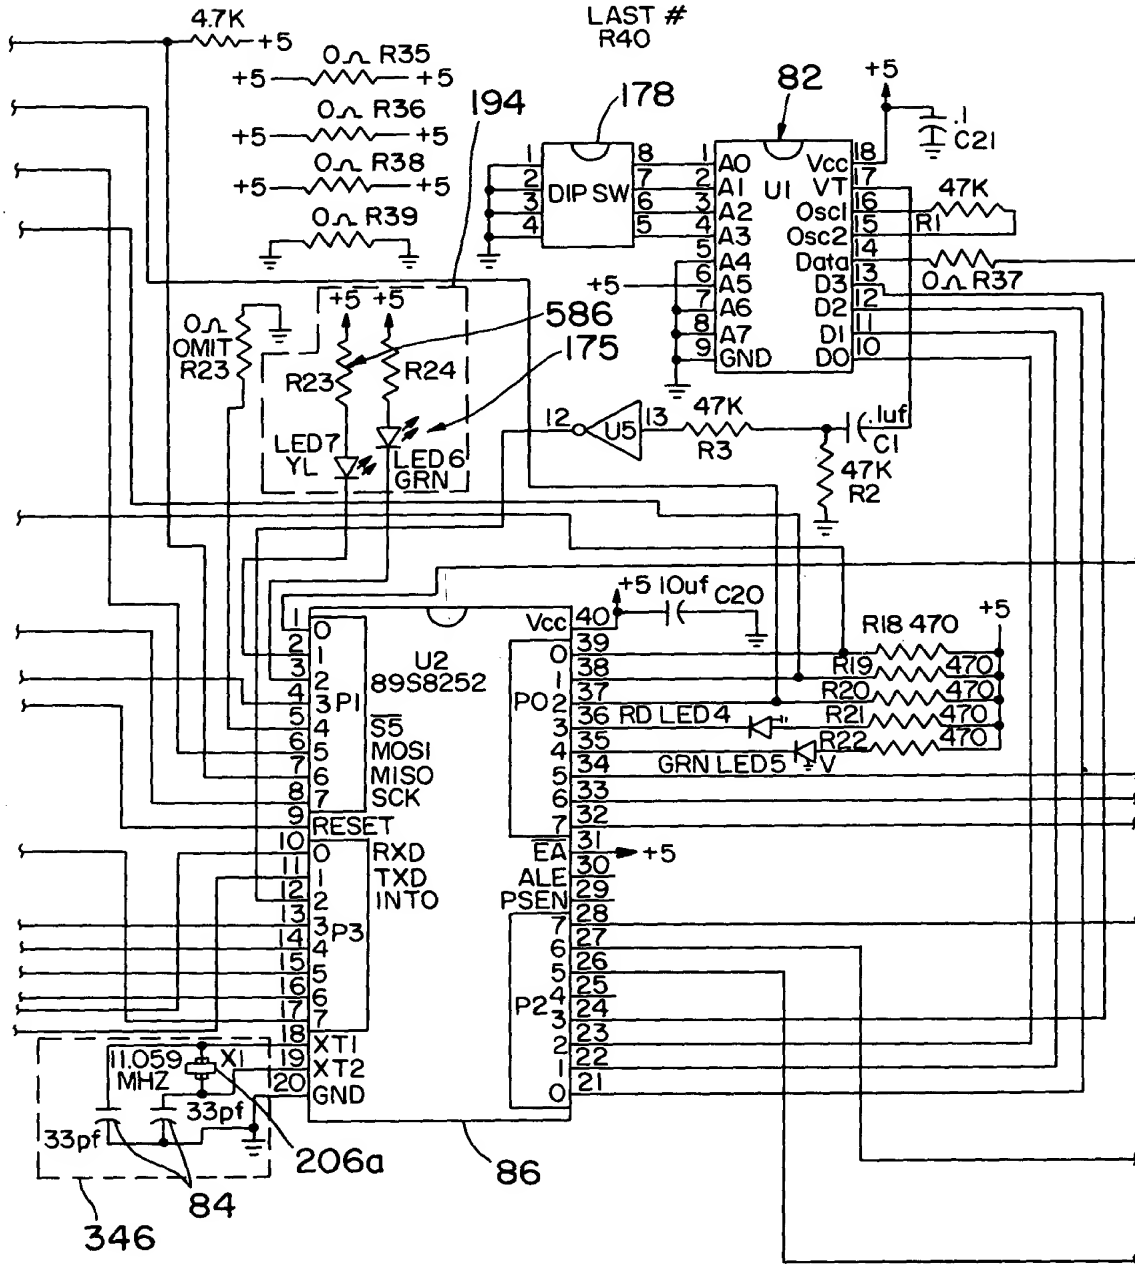 LAST #
R40
4.7K
+5
0Ω R35
+5 +5
0Ω R36
+5 +5
0Ω R38
+5 +5
0Ω R39
194
178
82
+5
.1
C21
1 8
2 7
3 6
4 5
DIP SW
U1
1 A0 Vcc 18
2 A1 VT 17
3 A2 Osc1 16
4 A3 Osc2 15
5 A4 Data 14
6 A5 D3 13
7 A6 D2 12
8 A7 D1 11
9 GND D0 10
+5
47K
R1
0Ω R37
0Ω
OMIT
R23
+5 +5
586
175
R23
R24
LED7
YL
LED6
GRN
12 U5 13
47K
R3
.1uf
C1
47K
R2
+5 10uf C20
U2
89S8252
P1
1 0
2 1
3 2
4 3
5 4 S5
6 5 MOSI
7 6 MISO
8 7 SCK
9 RESET
P3
10 0 RXD
11 1 TXD
12 2 INTO
13 3
14 4
15 5
16 6
17 7
18 XT1
19 XT2
20 GND
Vcc 40
P0
0 39
1 38
2 37
3 36
4 35
5 34
6 33
7 32
EA 31 +5
ALE 30
PSEN 29
P2
7 28
6 27
5 26
4 25
3 24
2 23
1 22
0 21
+5
R18 470
R19 470
R20 470
RD LED4 R21 470
GRN LED5 V R22 470
11.059
MHZ
X1
33pf
33pf
206a
84
346
86